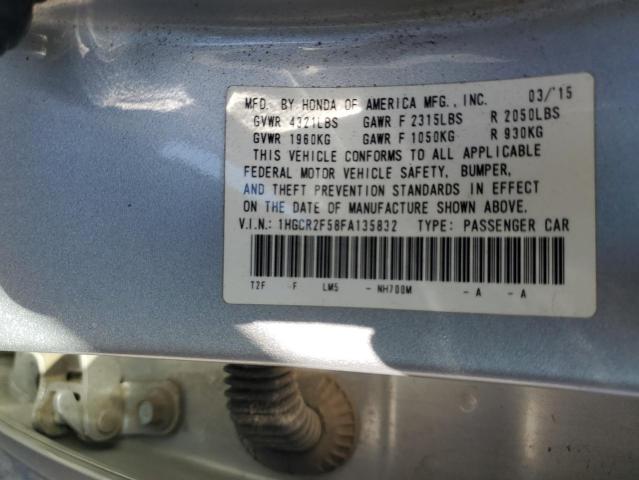 MFD. BY HONDA OF AMERICA MFG., INC. 03/'15
GVWR 4321LBS GAWR F 2315LBS R 2050LBS
GVWR 1960KG GAWR F 1050KG R 930KG
THIS VEHICLE CONFORMS TO ALL APPLICABLE
FEDERAL MOTOR VEHICLE SAFETY, BUMPER,
AND THEFT PREVENTION STANDARDS IN EFFECT
ON THE DATE OF MANUFACTURE SHOWN ABOVE.
V.I.N.: 1HGCR2F58FA135832 TYPE: PASSENGER CAR
T2F F LM5 - NH700M - A - A